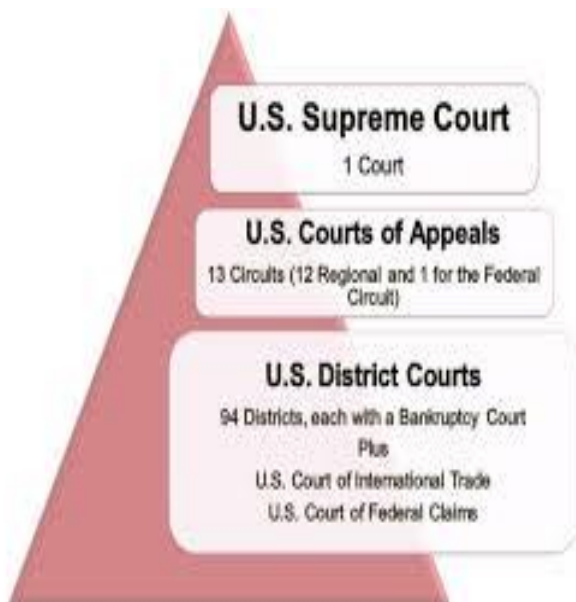 U.S. Supreme Court
1 Court
U.S. Courts of Appeals
13 Circuits (12 Regional and 1 for the Federal
Circuit)
U.S. District Courts
94 Districts, each with a Bankruptcy Court
Plus
U.S. Court of International Trade
U.S. Court of Federal Claims